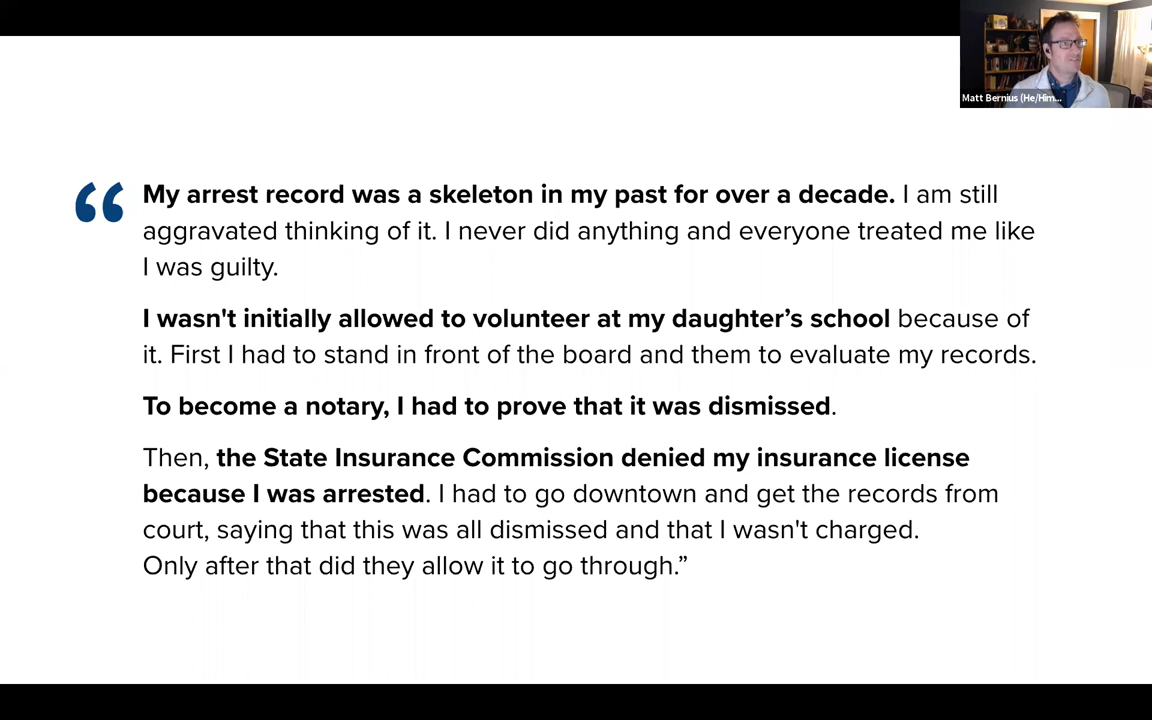 Matt Bernius (He/Him...
“ My arrest record was a skeleton in my past for over a decade. I am still
aggravated thinking of it. I never did anything and everyone treated me like
I was guilty.
I wasn't initially allowed to volunteer at my daughter’s school because of
it. First I had to stand in front of the board and them to evaluate my records.
To become a notary, I had to prove that it was dismissed.
Then, the State Insurance Commission denied my insurance license
because I was arrested. I had to go downtown and get the records from
court, saying that this was all dismissed and that I wasn't charged.
Only after that did they allow it to go through.”